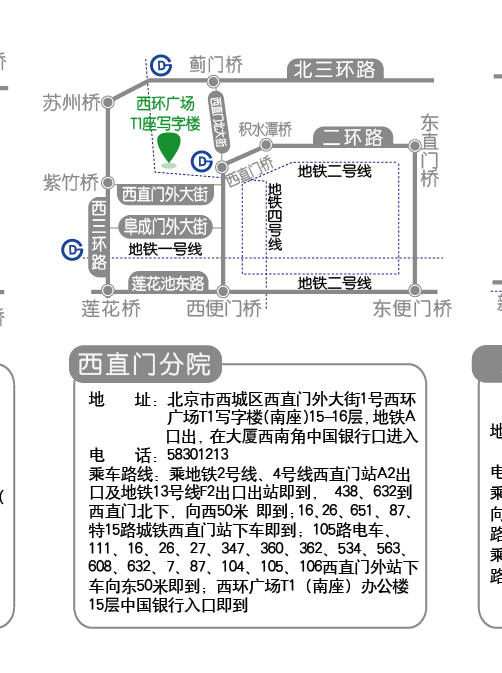 蓟门桥
北三环路
苏州桥
西环广场
T1座写字楼
西直门北大街
积水潭桥
二环路
东直门桥
西直门桥
地铁二号线
紫竹桥
西直门外大街
地铁四号线
西三环路
阜成门外大街
地铁一号线
莲花池东路
地铁二号线
莲花桥
西便门桥
东便门桥
西直门分院
地　　址：北京市西城区西直门外大街1号西环
广场T1写字楼(南座)15-16层,地铁A
口出，在大厦西南角中国银行口进入
电　　话：58301213
乘车路线：乘地铁2号线、4号线西直门站A2出
口及地铁13号线F2出口出站即到， 438、632到
西直门北下，向西50米 即到；16、26、651、87、
特15路城铁西直门站下车即到；105路电车、
111、16、26、27、347、360、362、534、563、
608、632、7、87、104、105、106西直门外站下
车向东50米即到；西环广场T1（南座）办公楼
15层中国银行入口即到
桥
桥
地
电
乘
向
路
乘
路